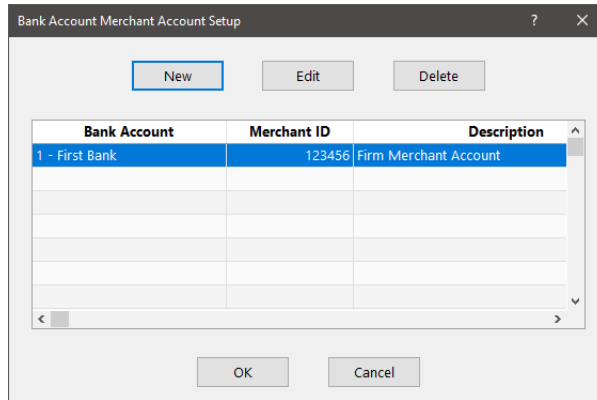 Bank Account Merchant Account Setup ?
New Edit Delete
Bank Account Merchant ID Description
1 - First Bank 123456 Firm Merchant Account
OK Cancel